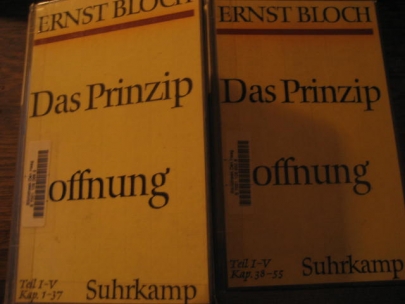 ERNST BLOCH
Das Prinzip
offnung
Teil I-V
Kap. 1-37
Suhrkamp
ERNST BLOCH
Das Prinzip
offnung
Teil I-V
Kap. 38-55
Suhrkamp